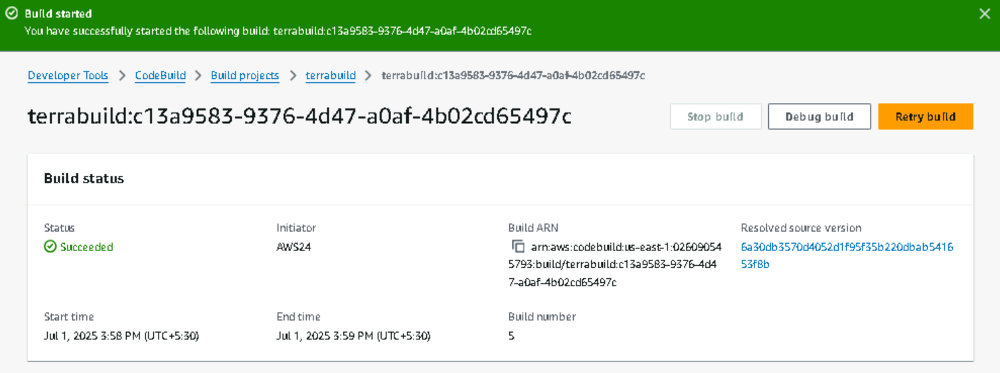 Build started
You have successfully started the following build: terrabuild:c13a9583-9376-4d47-a0af-4b02cd65497c
Developer Tools > CodeBuild > Build projects > terrabuild > terrabuild:c13a9583-9376-4d47-a0af-4b02cd65497c
terrabuild:c13a9583-9376-4d47-a0af-4b02cd65497c
Stop build Debug build Retry build
Build status
Status Initiator Build ARN Resolved source version
Succeeded AWS24 arn:aws:codebuild:us-east-1:02609054 6a30db3570d4052d1f95f35b220dbab5416
5793:build/terrabuild:c13a9583-9376-4d4 53f8b
7-a0af-4b02cd65497c
Start time End time Build number
Jul 1, 2025 3:58 PM (UTC+5:30) Jul 1, 2025 3:59 PM (UTC+5:30) 5